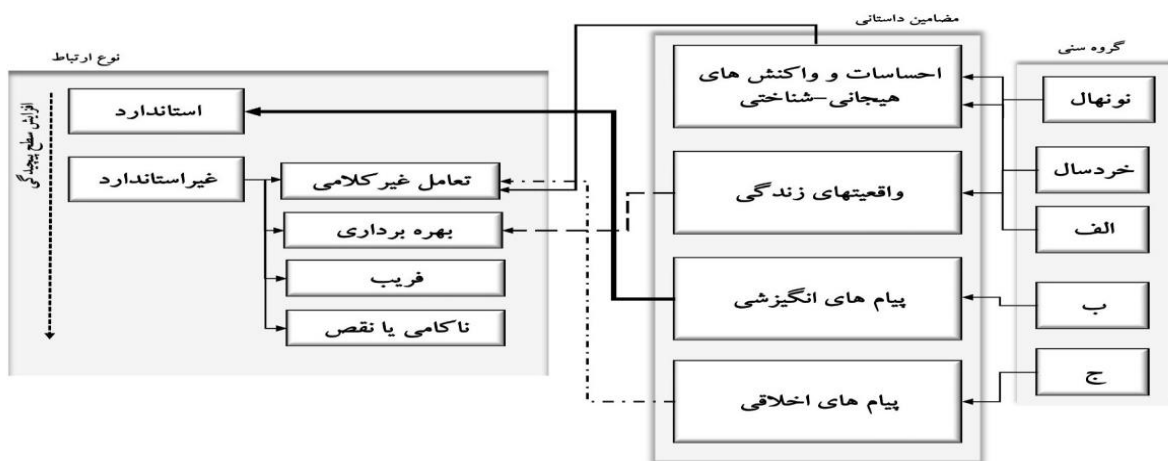 گروه سنی
نونهال
خردسال
الف
ب
ج
مضامین داستانی
احساسات و واکنش های
هیجانی-شناختی
واقعیتهای زندگی
پیام های انگیزشی
پیام های اخلاقی
نوع ارتباط
استاندارد
غیراستاندارد
تعامل غیرکلامی
بهره برداری
فریب
ناکامی یا نقص
افزایش سطح پیچیدگی